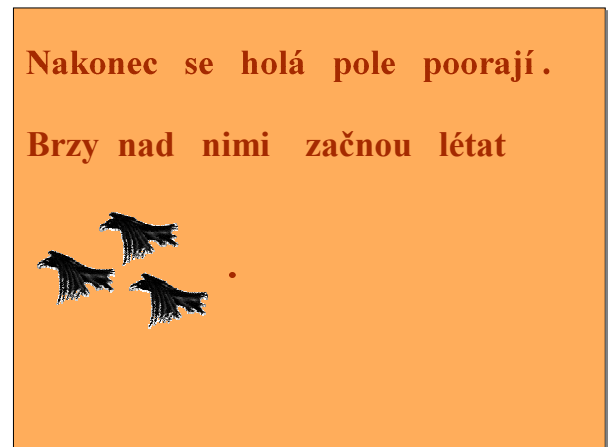 Nakonec se holá pole poorají .
Brzy nad nimi začnou létat
.